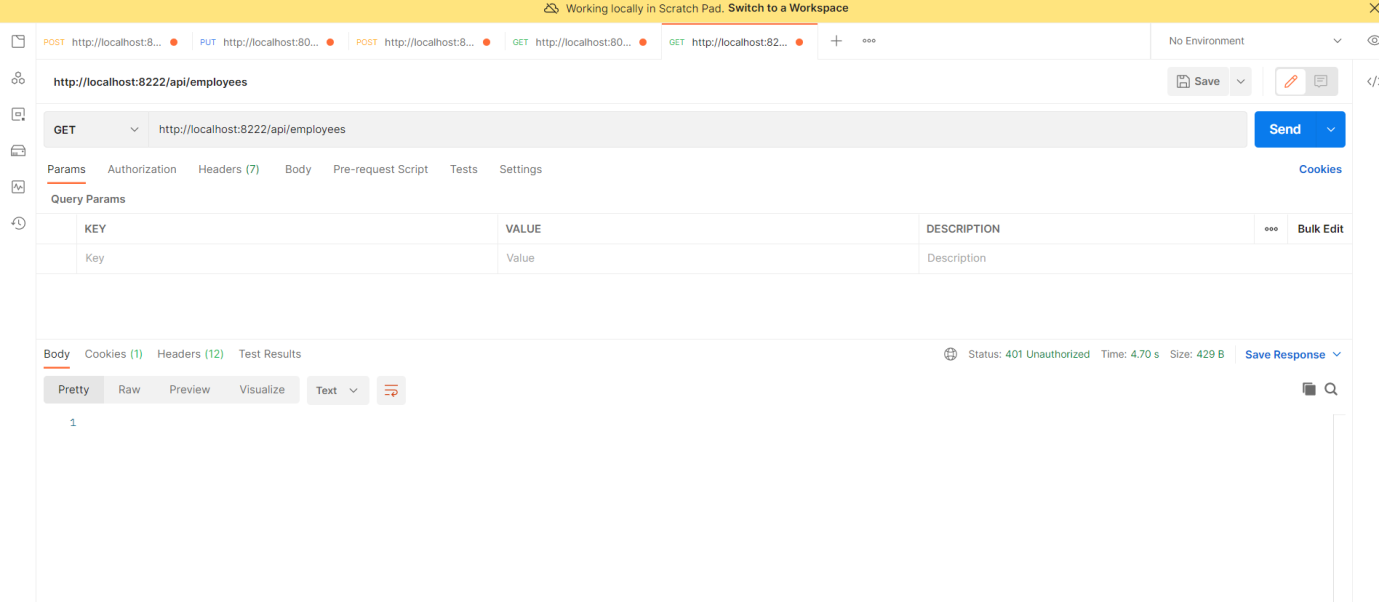 Working locally in Scratch Pad. Switch to a Workspace
POST http://localhost:8... PUT http://localhost:80... POST http://localhost:8... GET http://localhost:80... GET http://localhost:82... No Environment
http://localhost:8222/api/employees Save
GET http://localhost:8222/api/employees Send
Params Authorization Headers (7) Body Pre-request Script Tests Settings Cookies
Query Params
KEY VALUE DESCRIPTION Bulk Edit
Key Value Description
Body Cookies (1) Headers (12) Test Results Status: 401 Unauthorized Time: 4.70 s Size: 429 B Save Response
Pretty Raw Preview Visualize Text
1